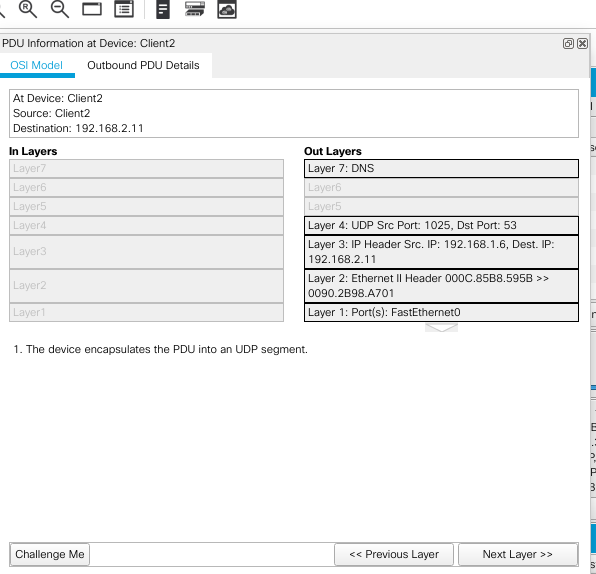 PDU Information at Device: Client2
OSI Model
Outbound PDU Details
At Device: Client2
Source: Client2
Destination: 192.168.2.11
In Layers
Out Layers
Layer7
Layer 7: DNS
Layer6
Layer6
Layer5
Layer5
Layer4
Layer 4: UDP Src Port: 1025, Dst Port: 53
Layer3
Layer 3: IP Header Src. IP: 192.168.1.6, Dest. IP:
192.168.2.11
Layer2
Layer 2: Ethernet II Header 000C.85B8.595B >>
0090.2B98.A701
Layer1
Layer 1: Port(s): FastEthernet0
1. The device encapsulates the PDU into an UDP segment.
Challenge Me
<< Previous Layer
Next Layer >>